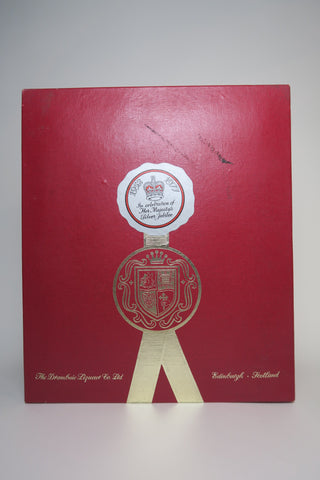 1952 1977
In celebration of
Her Majesty's
Silver Jubilee
The Drambuie Liqueur Co. Ltd
Edinburgh - Scotland